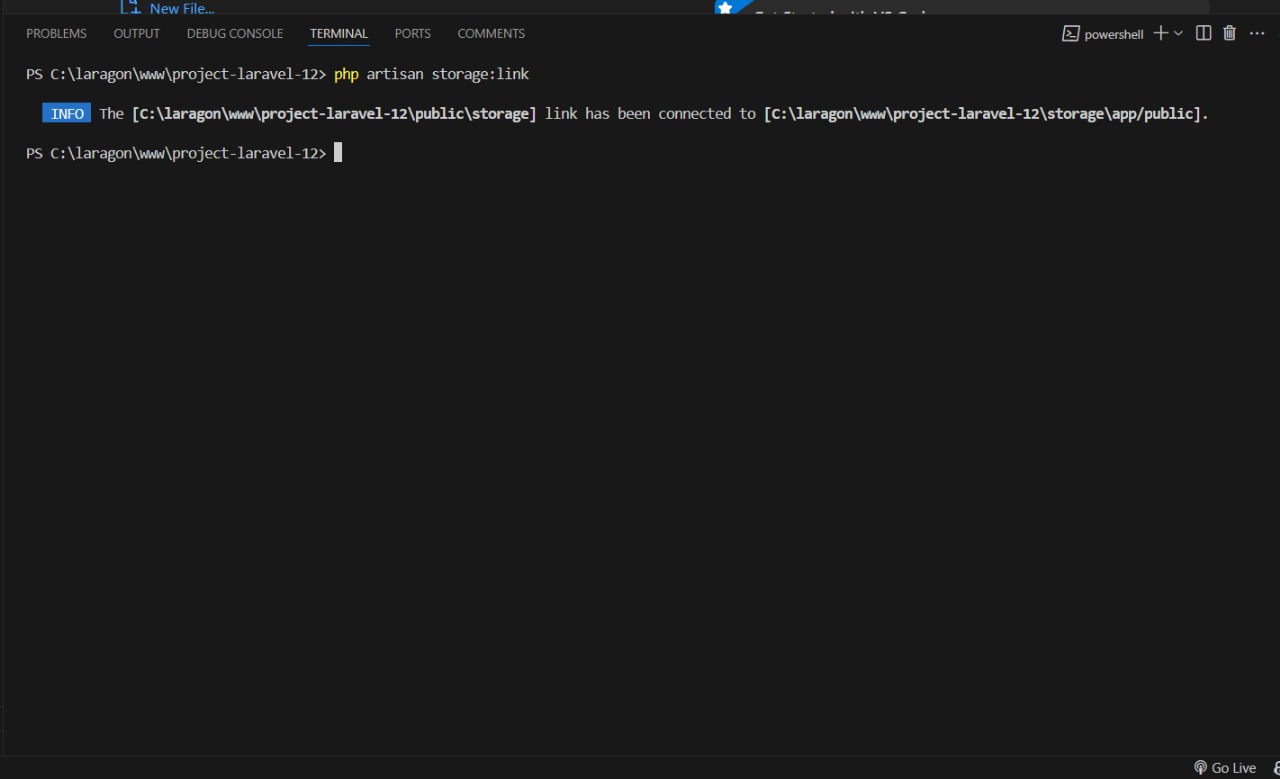 New File...
PROBLEMS OUTPUT DEBUG CONSOLE TERMINAL PORTS COMMENTS powershell
PS C:\laragon\www\project-laravel-12> php artisan storage:link
INFO The [C:\laragon\www\project-laravel-12\public\storage] link has been connected to [C:\laragon\www\project-laravel-12\storage\app/public].
PS C:\laragon\www\project-laravel-12>
Go Live